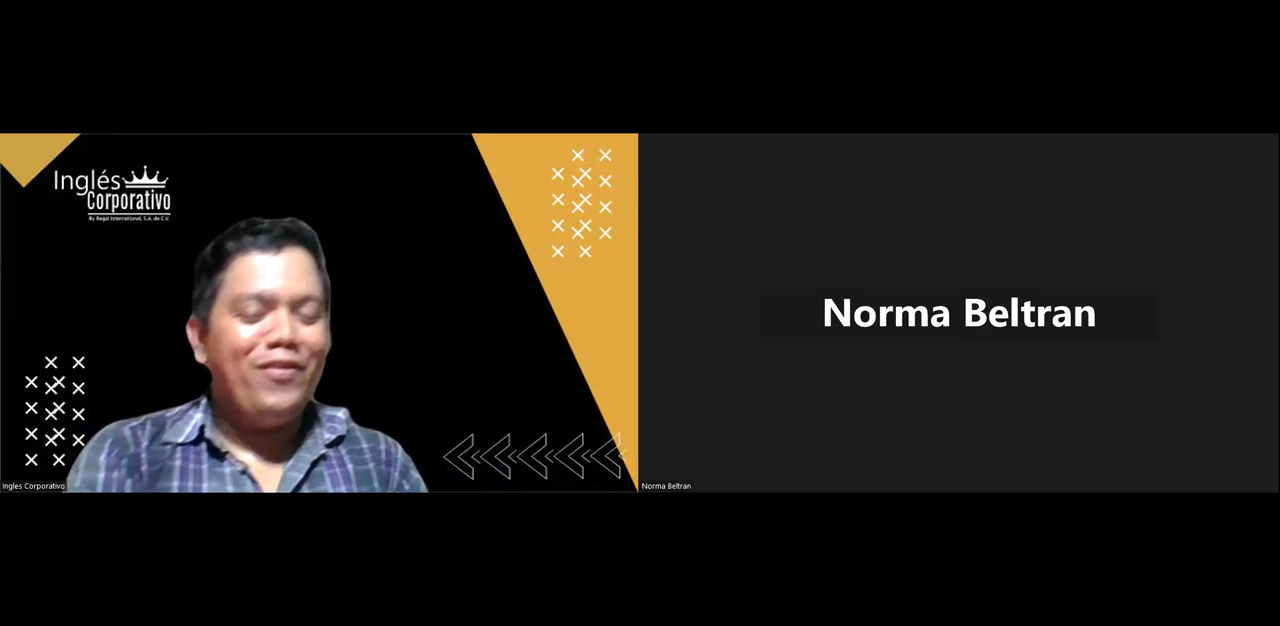 Inglés
Corporativo
By Regal International, S.A. de C.V.
Ingles Corporativo
Norma Beltran
Norma Beltran